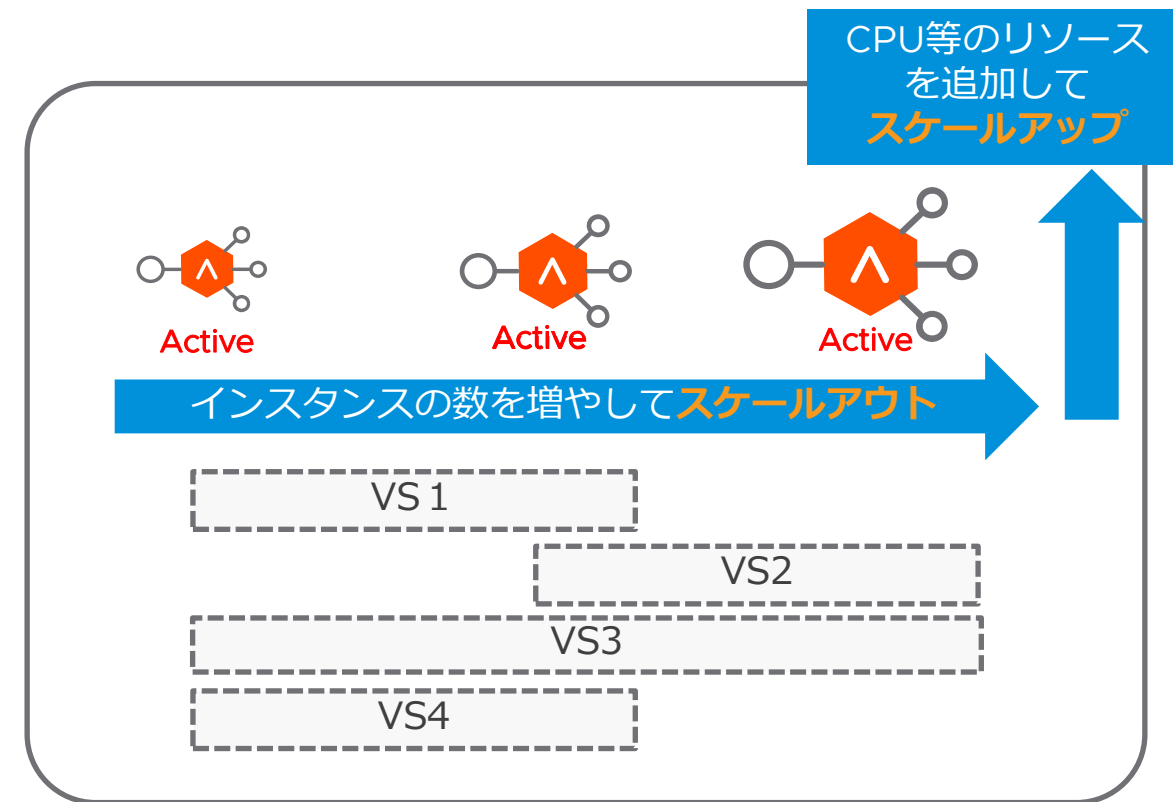 CPU等のリソース
を追加して
スケールアップ
Active
Active
Active
インスタンスの数を増やしてスケールアウト
VS 1
VS2
VS3
VS4